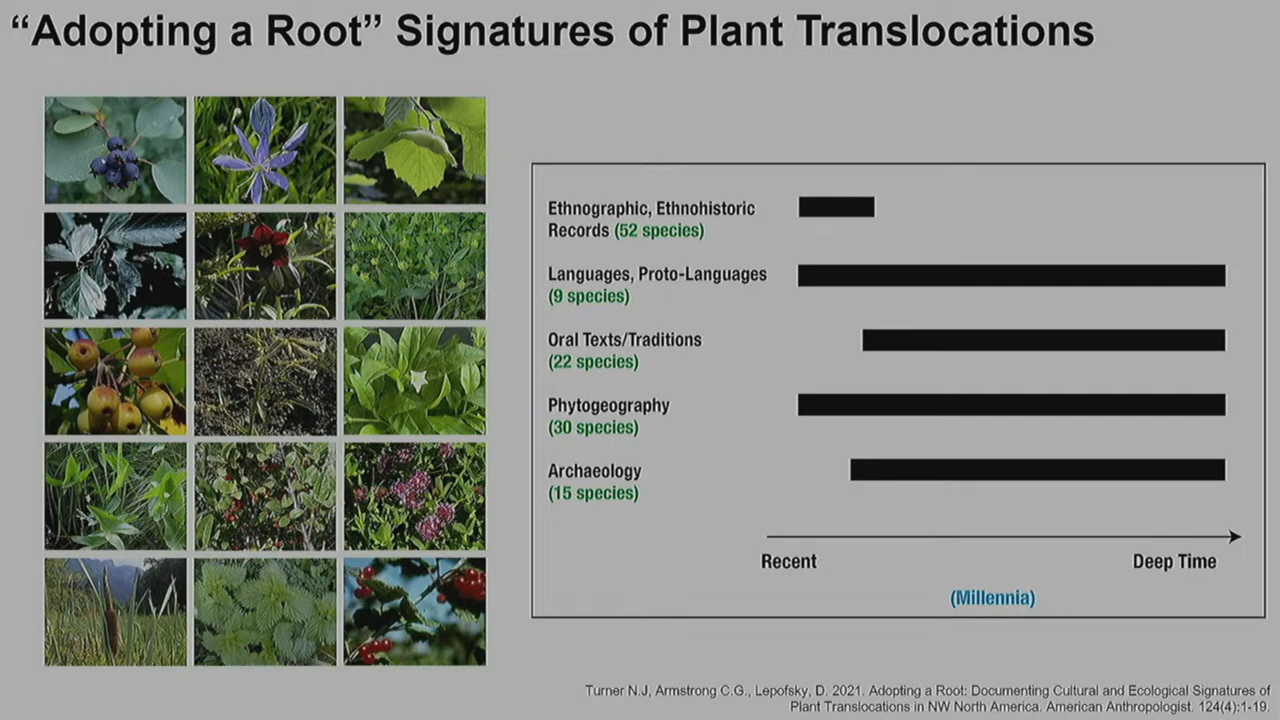 “Adopting a Root” Signatures of Plant Translocations
Ethnographic, Ethnohistoric
Records (52 species)
Languages, Proto-Languages
(9 species)
Oral Texts/Traditions
(22 species)
Phytogeography
(30 species)
Archaeology
(15 species)
Recent
Deep Time
(Millennia)
Turner N.J, Armstrong C.G., Lepofsky, D. 2021. Adopting a Root: Documenting Cultural and Ecological Signatures of
Plant Translocations in NW North America. American Anthropologist. 124(4):1-19.